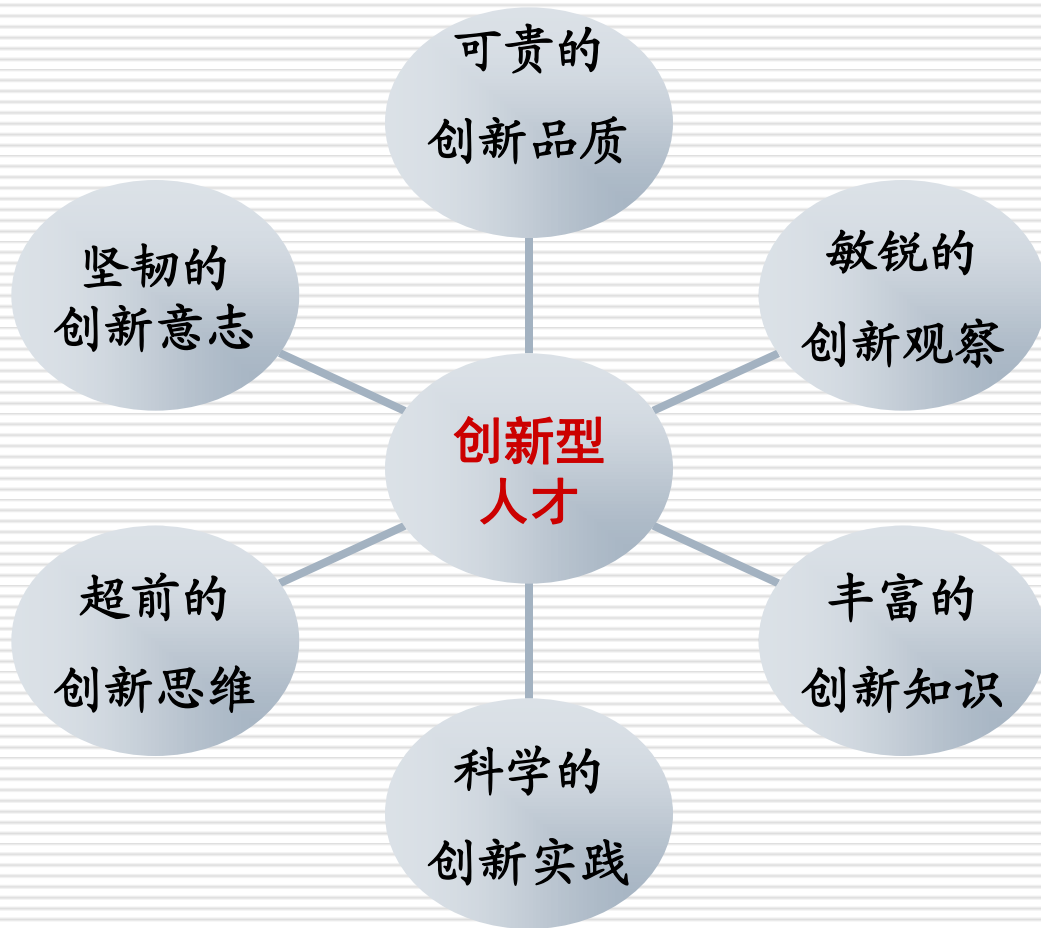 可贵的
创新品质
坚韧的
创新意志
敏锐的
创新观察
创新型
人才
超前的
创新思维
丰富的
创新知识
科学的
创新实践